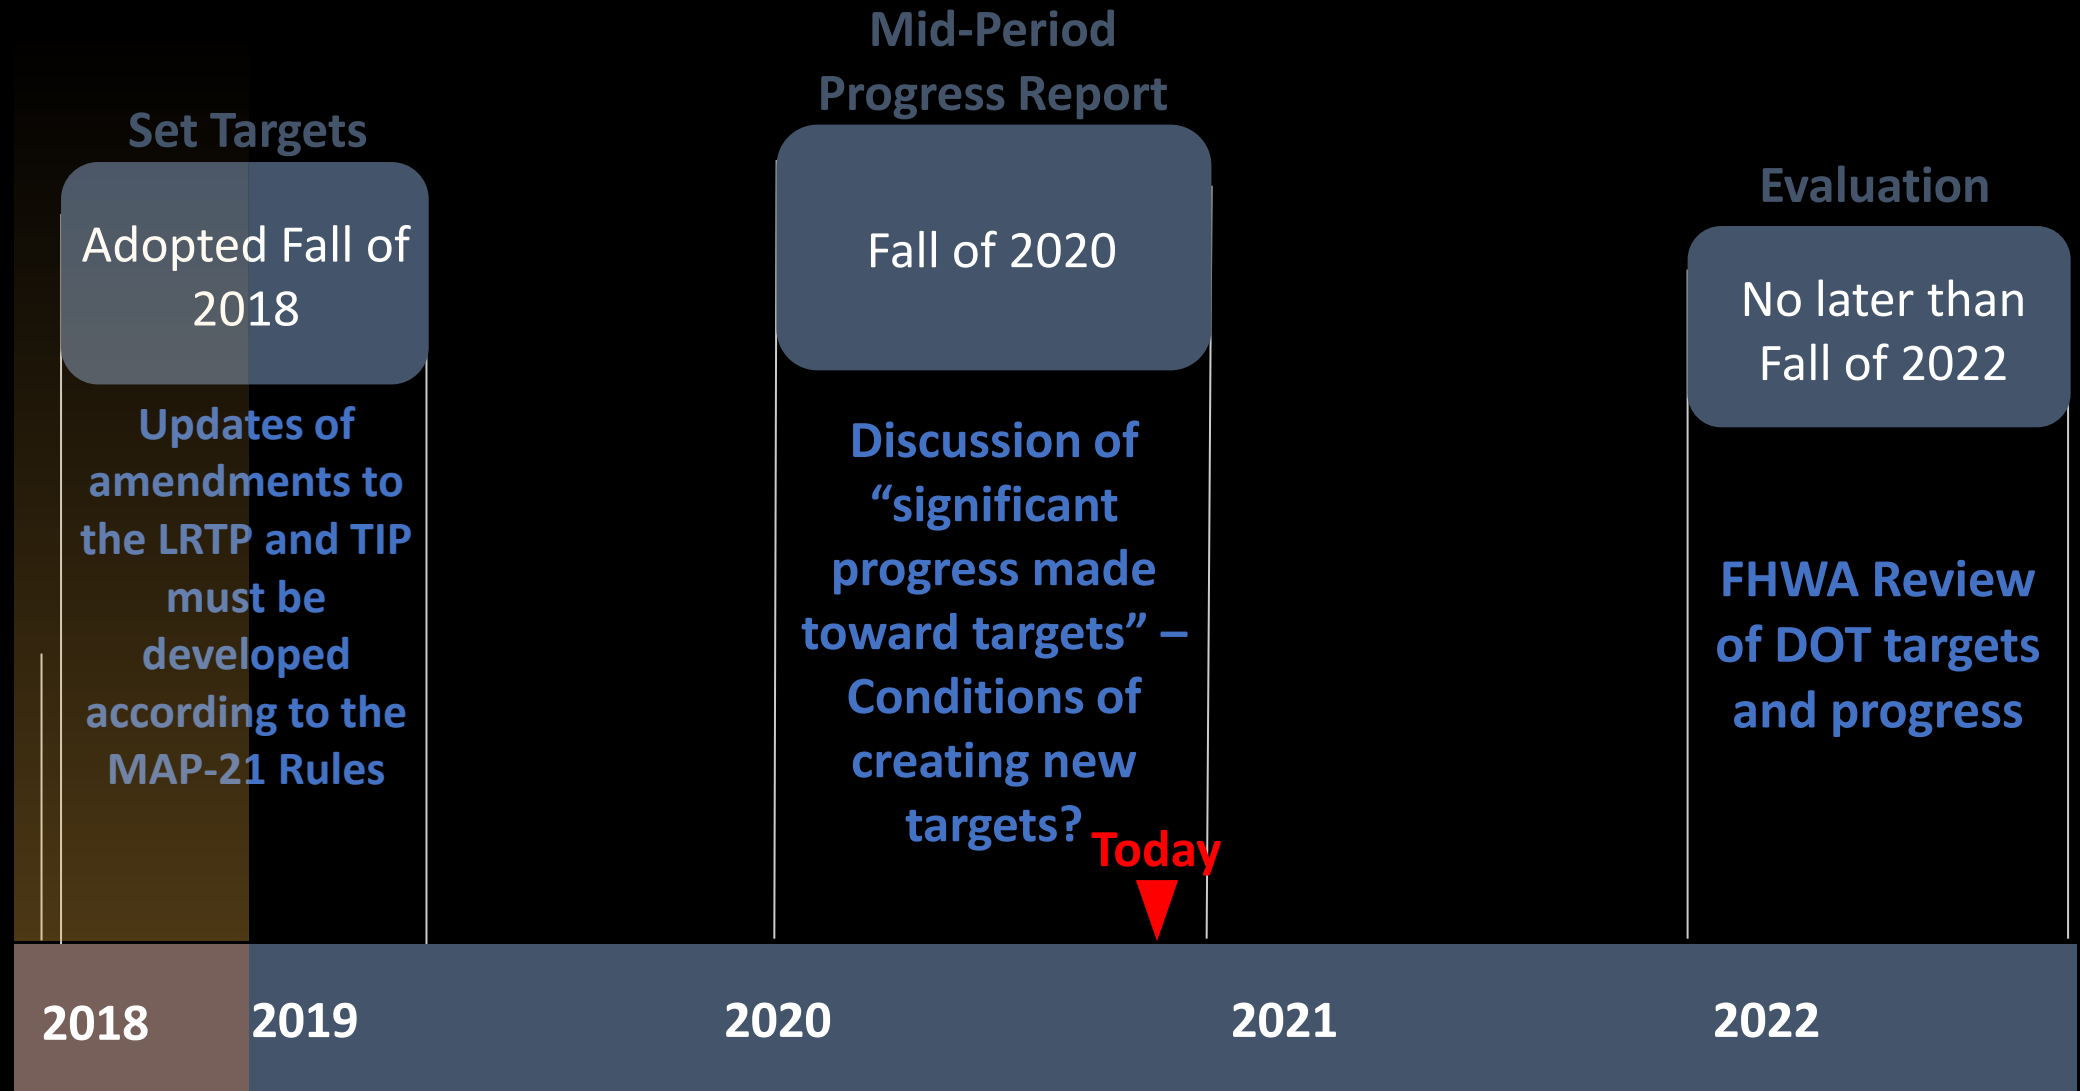 Set Targets
Adopted Fall of
2018
Updates of
amendments to
the LRTP and TIP
must be
developed
according to the
MAP-21 Rules
Mid-Period
Progress Report
Fall of 2020
Discussion of
“significant
progress made
toward targets” –
Conditions of
creating new
targets?
Today
Evaluation
No later than
Fall of 2022
FHWA Review
of DOT targets
and progress
2018
2019
2020
2021
2022